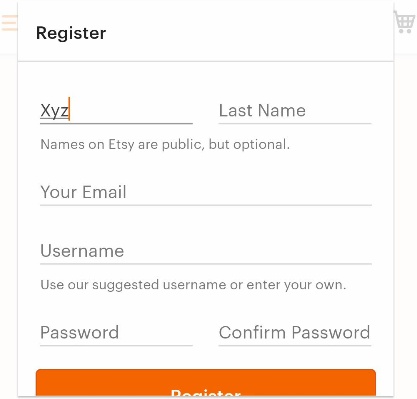 Register
Xyz Last Name
Names on Etsy are public, but optional.
Your Email
Username
Use our suggested username or enter your own.
Password Confirm Password
Register